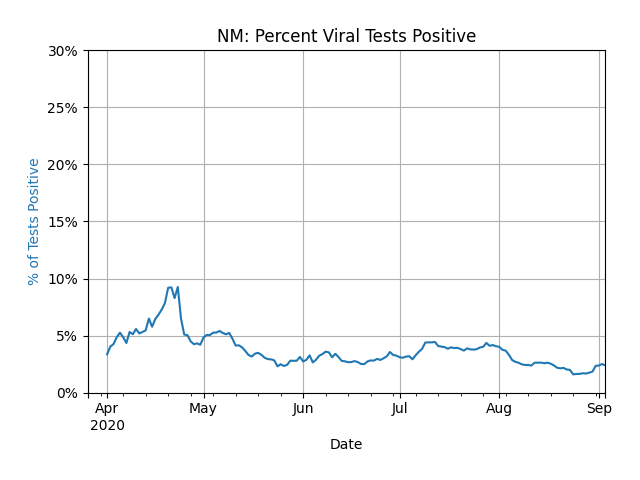 NM: Percent Viral Tests Positive
30%
25%
20%
15%
10%
5%
0%
% of Tests Positive
Apr May Jun Jul Aug Sep
2020
Date